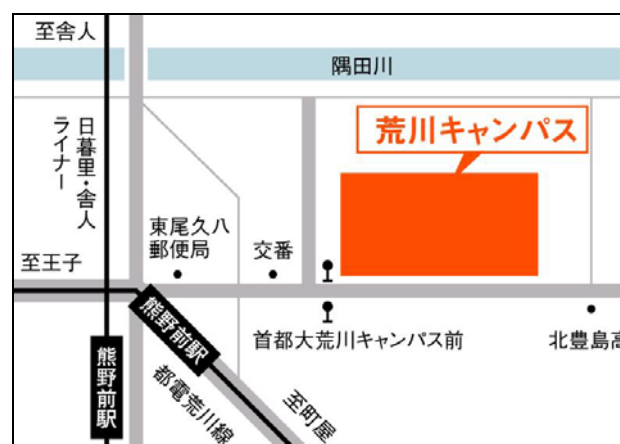 至舎人
隅田川
荒川キャンパス
日暮里・舎人
ライナー
東尾久八
郵便局
交番
至王子
熊野前駅
首都大荒川キャンパス前
北豊島高
熊野前駅
都電荒川線
至町屋